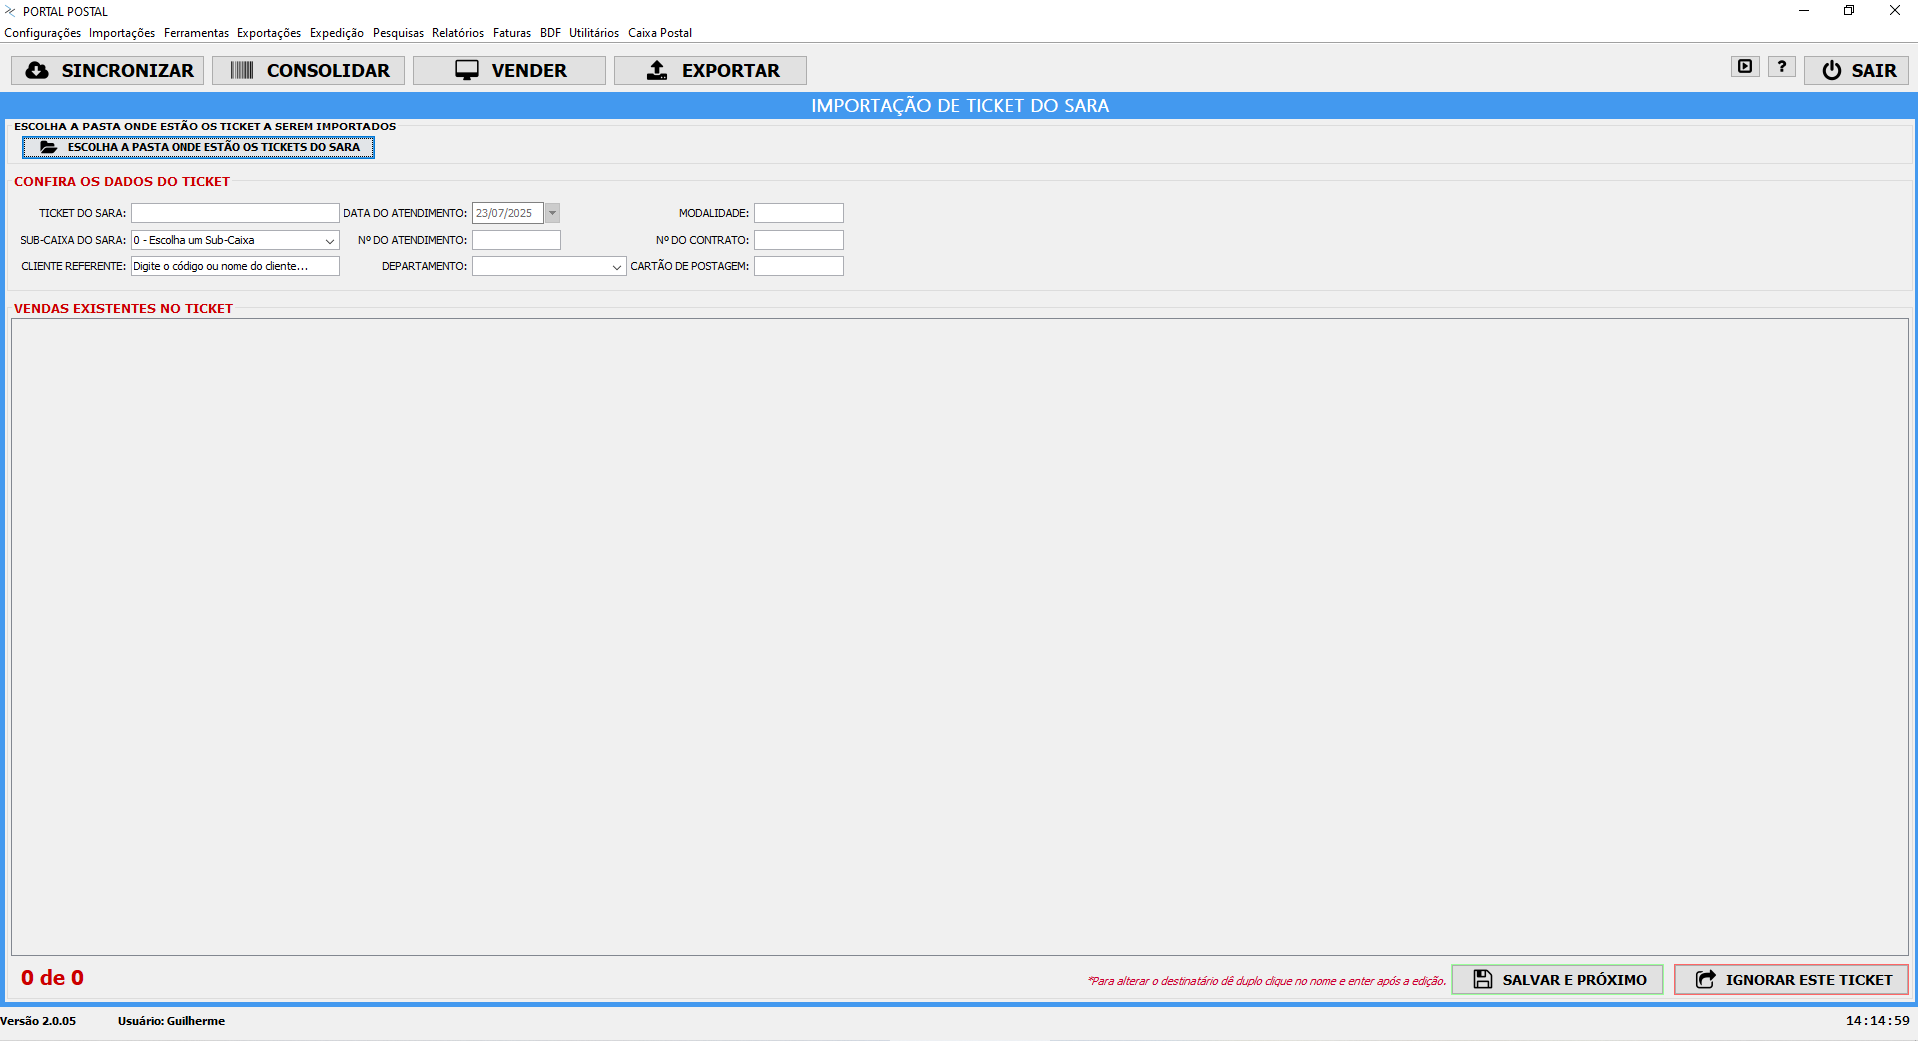 PORTAL POSTAL
Configurações Importações Ferramentas Exportações Expedição Pesquisas Relatórios Faturas BDF Utilitários Caixa Postal
SINCRONIZAR CONSOLIDAR VENDER EXPORTAR ? SAIR
IMPORTAÇÃO DE TICKET DO SARA
ESCOLHA A PASTA ONDE ESTÃO OS TICKET A SEREM IMPORTADOS
ESCOLHA A PASTA ONDE ESTÃO OS TICKETS DO SARA
CONFIRA OS DADOS DO TICKET
TICKET DO SARA: DATA DO ATENDIMENTO: 23/07/2025 MODALIDADE:
SUB-CAIXA DO SARA: 0 - Escolha um Sub-Caixa Nº DO ATENDIMENTO: Nº DO CONTRATO:
CLIENTE REFERENTE: Digite o código ou nome do cliente... DEPARTAMENTO: CARTÃO DE POSTAGEM:
VENDAS EXISTENTES NO TICKET
0 de 0 *Para alterar o destinatário dê duplo clique no nome e enter após a edição. SALVAR E PRÓXIMO IGNORAR ESTE TICKET
Versão 2.0.05 Usuário: Guilherme 14:14:59